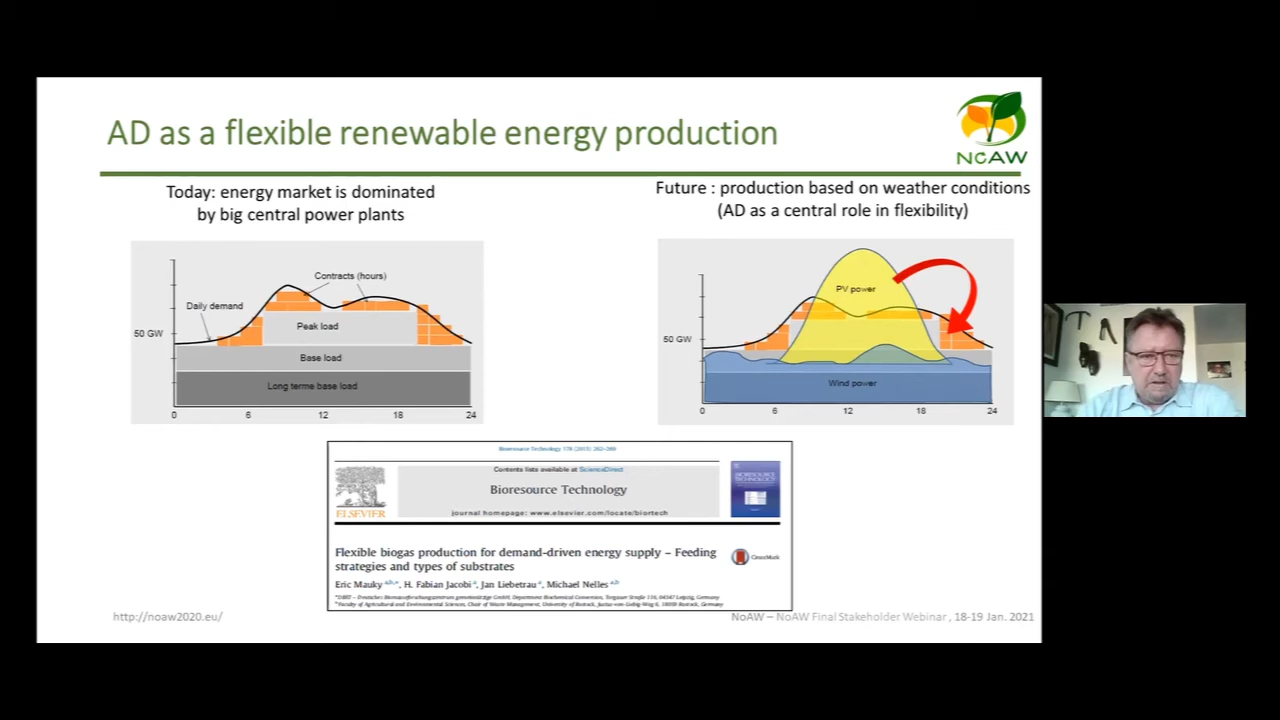 AD as a flexible renewable energy production
NoAW
Today: energy market is dominated
by big central power plants
Future : production based on weather conditions
(AD as a central role in flexibility)
Contracts (hours)
Daily demand
Peak load
50 GW
Base load
Long terme base load
0 6 12 18 24
PV power
50 GW
Wind power
0 6 12 18 24
Bioresource Technology 178 (2015) 262–269
Contents lists available at ScienceDirect
Bioresource Technology
journal homepage: www.elsevier.com/locate/biortech
ELSEVIER
BIORESOURCE
TECHNOLOGY
Flexible biogas production for demand-driven energy supply – Feeding
strategies and types of substrates
CrossMark
Eric Mauky a,b,*, H. Fabian Jacobi a, Jan Liebetrau a, Michael Nelles a,b
a DBFZ – Deutsches Biomasseforschungszentrum gemeinnützige GmbH, Department Biochemical Conversion, Torgauer Straße 116, 04347 Leipzig, Germany
b Faculty of Agricultural and Environmental Sciences, Chair of Waste Management, University of Rostock, Justus-von-Liebig-Weg 6, 18059 Rostock, Germany
http://noaw2020.eu/
NoAW – NoAW Final Stakeholder Webinar , 18-19 Jan. 2021